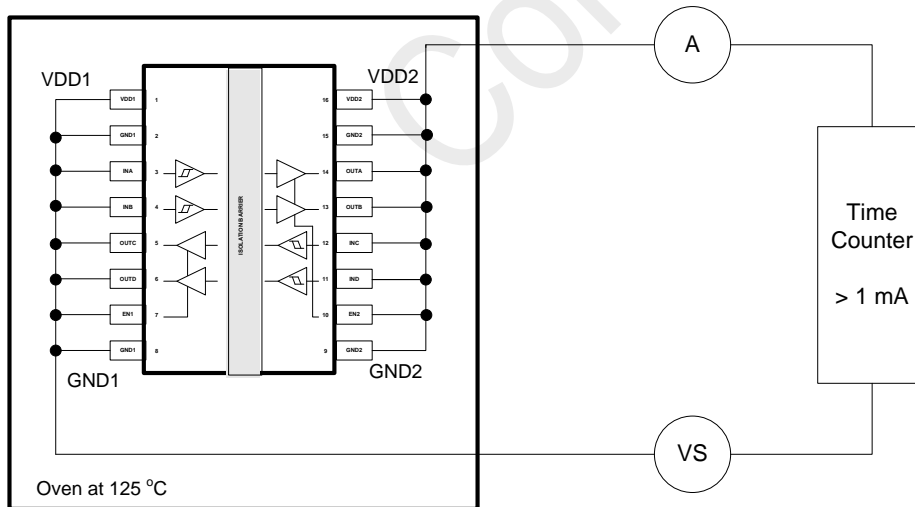 A
VDD1
VDD2
VDD1 1
16 VDD2
GND1 2
15 GND2
INA 3
14 OUTA
INB 4
13 OUTB
OUTC 5
12 INC
OUTD 6
11 IND
EN1 7
10 EN2
GND1 8
9 GND2
ISOLATION BARRIER
GND1
GND2
Time
Counter
> 1 mA
VS
Oven at 125 °C